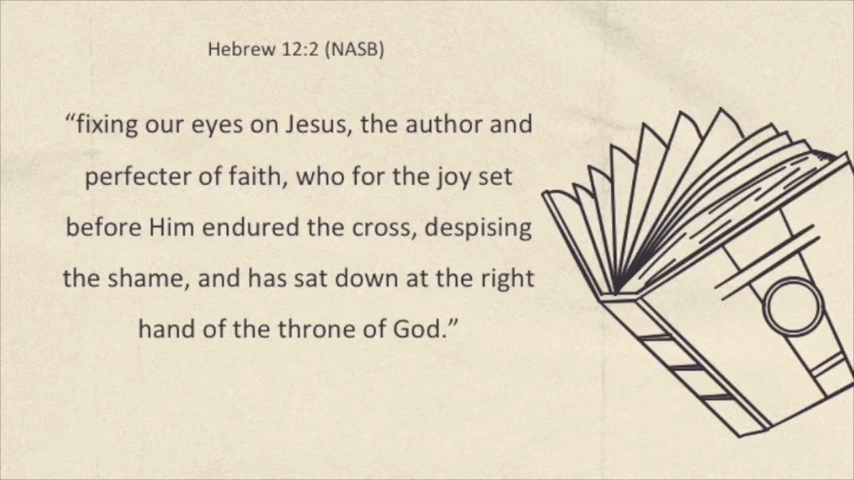 Hebrew 12:2 (NASB)
“fixing our eyes on Jesus, the author and
perfecter of faith, who for the joy set
before Him endured the cross, despising
the shame, and has sat down at the right
hand of the throne of God.”